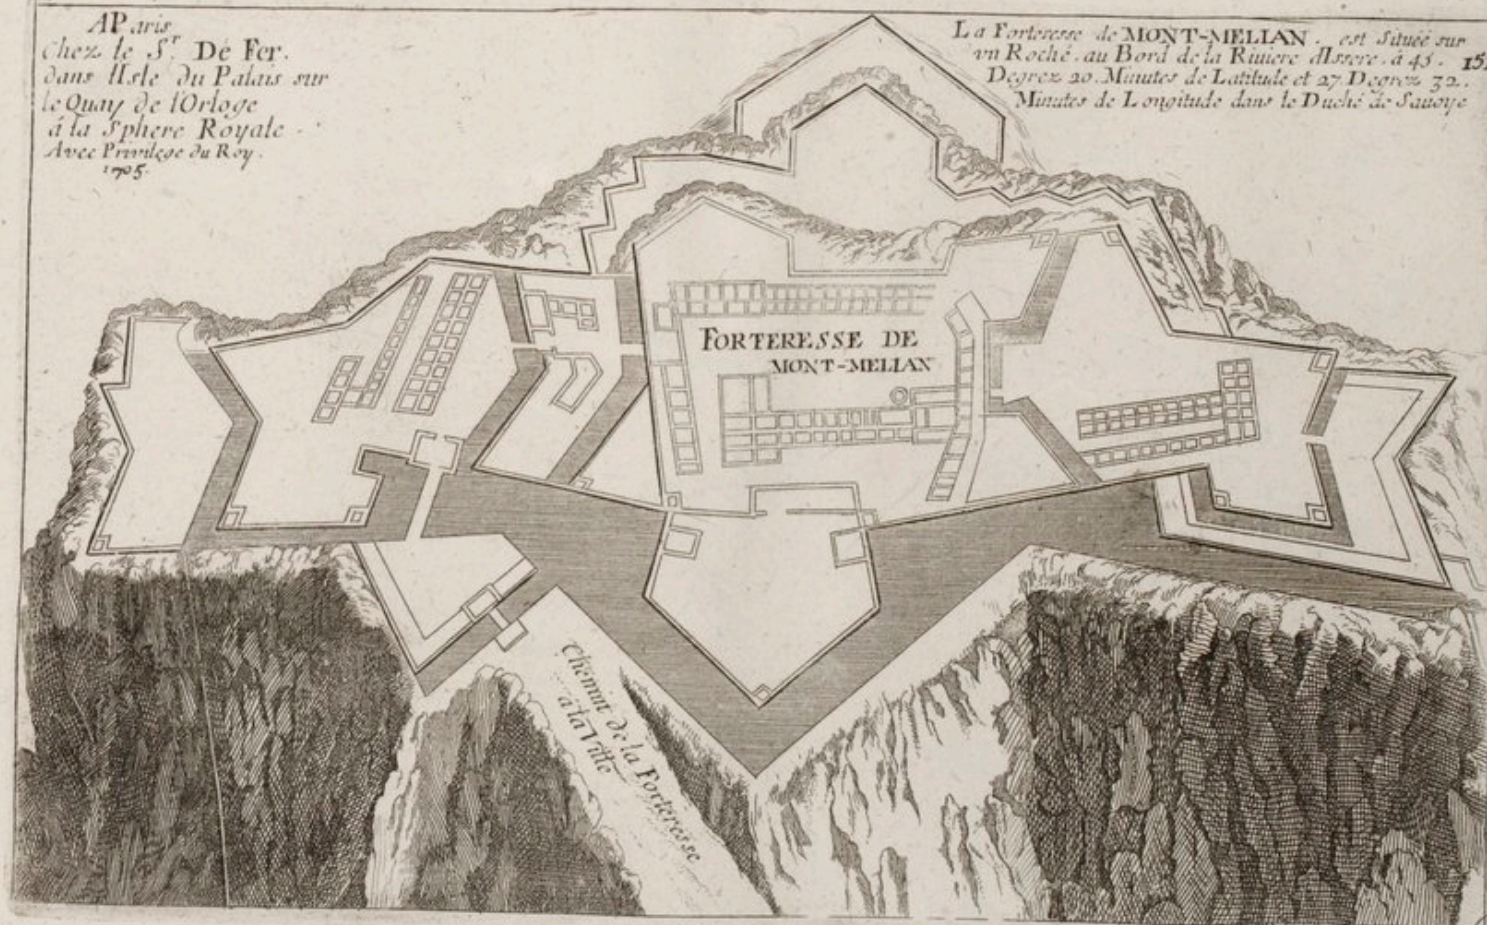 A Paris
Chez le Sr. De Fer.
dans l'Isle du Palais sur
le Quay de l'Orloge
à la Sphere Royale
Avec Privilege du Roy.
1705.
La Forteresse de MONT-MELIAN. est Située sur
vn Roché. au Bord de la Riviere d'Issere. à 45.
Degrez 20. Minutes de Latitude et 27 Degrez 32.
Minutes de Longitude dans le Duché de Savoye
FORTERESSE DE
MONT-MELIAN
Chemin de la Forteresse
à la Ville